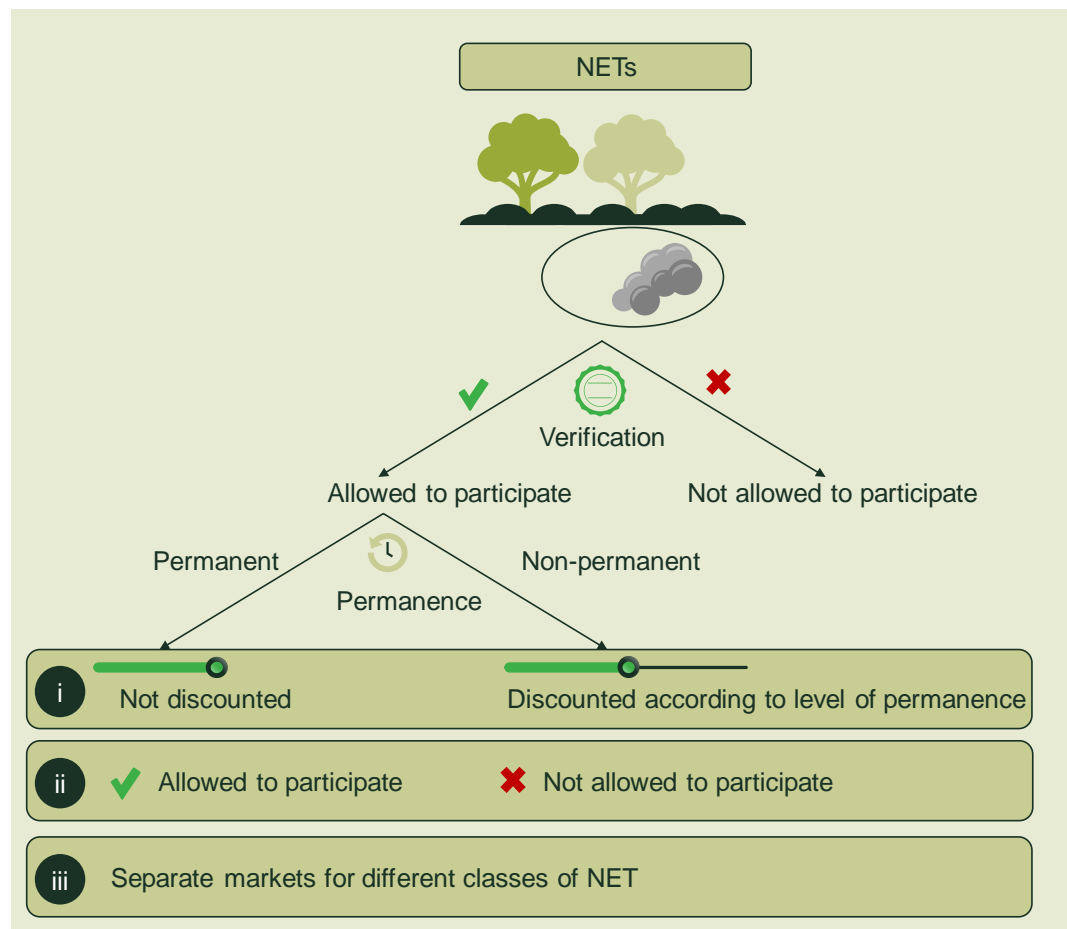 NETs
Verification
Allowed to participate
Not allowed to participate
Permanent
Non-permanent
Permanence
i
Not discounted
Discounted according to level of permanence
ii
Allowed to participate
Not allowed to participate
iii
Separate markets for different classes of NET